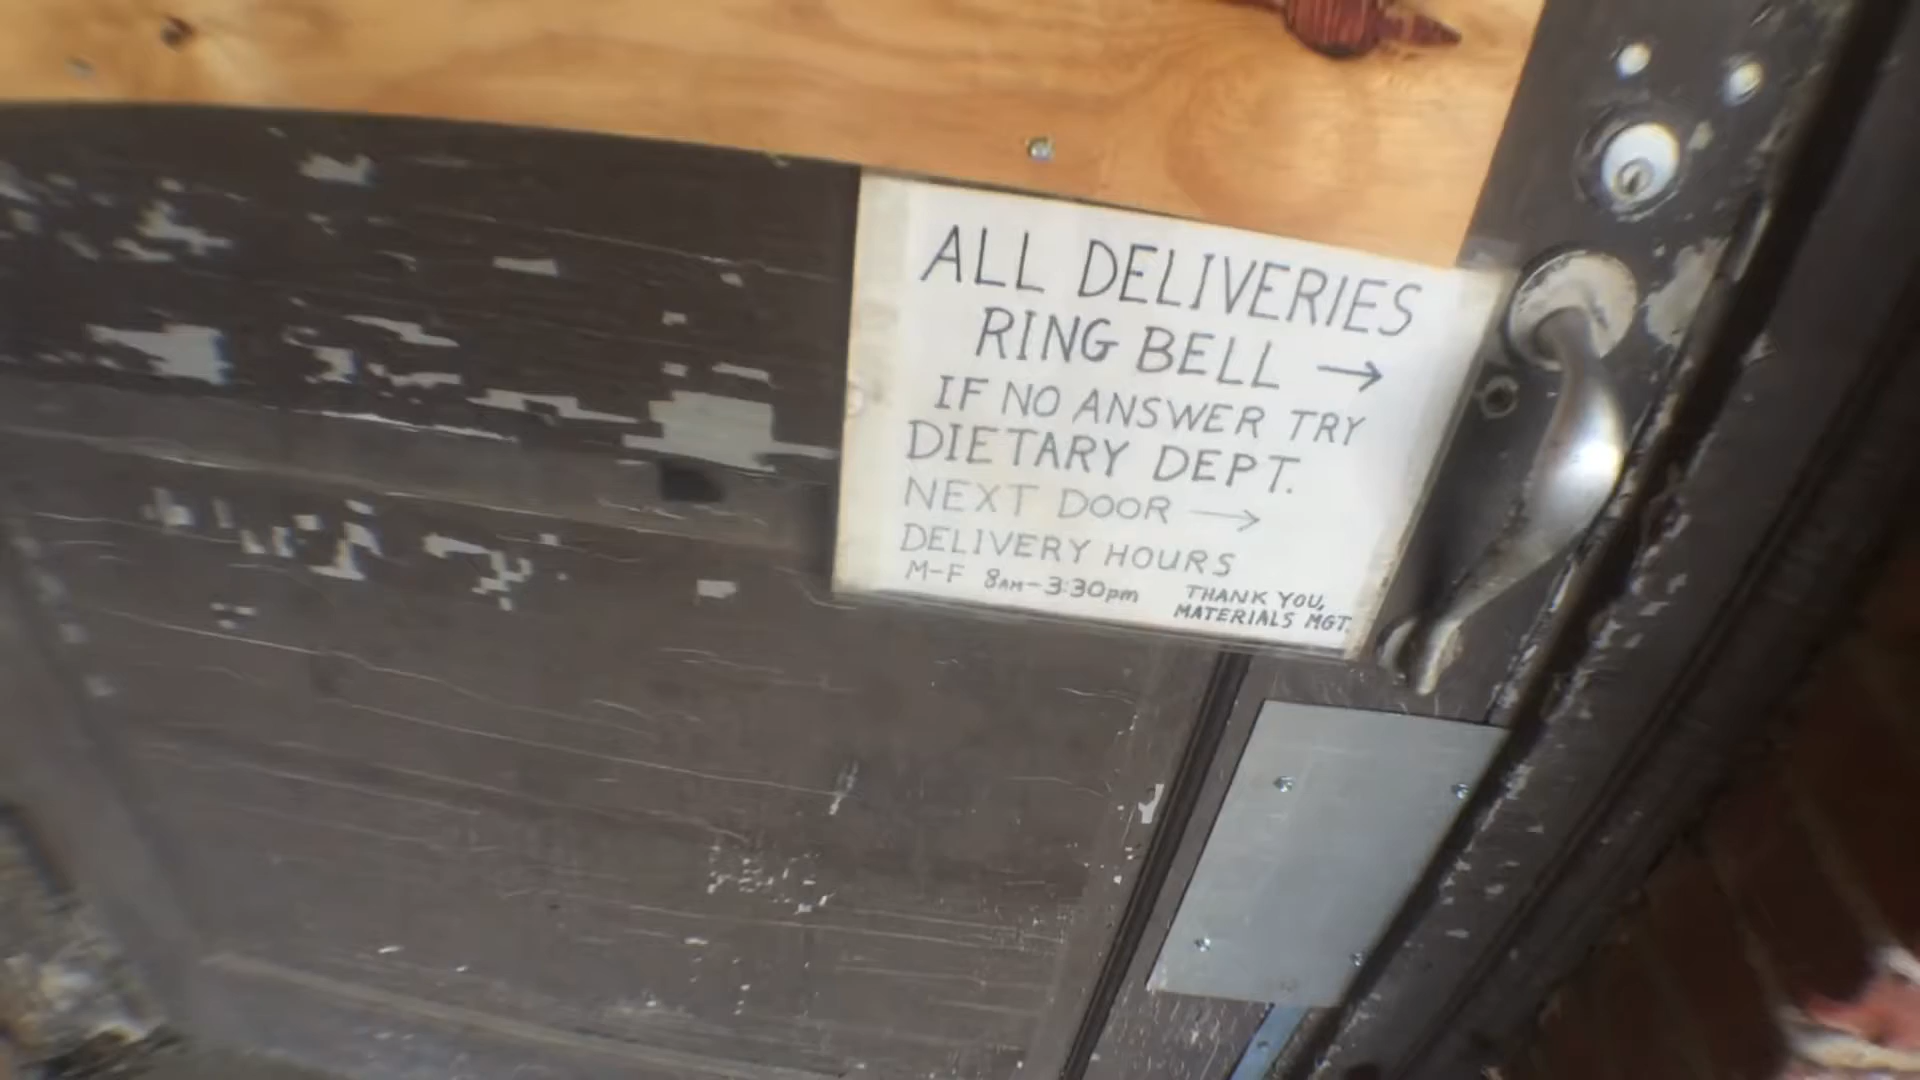 ALL DELIVERIES
RING BELL →
IF NO ANSWER TRY
DIETARY DEPT.
NEXT DOOR →
DELIVERY HOURS
M-F 8AM-3:30pm
THANK YOU,
MATERIALS MGT.